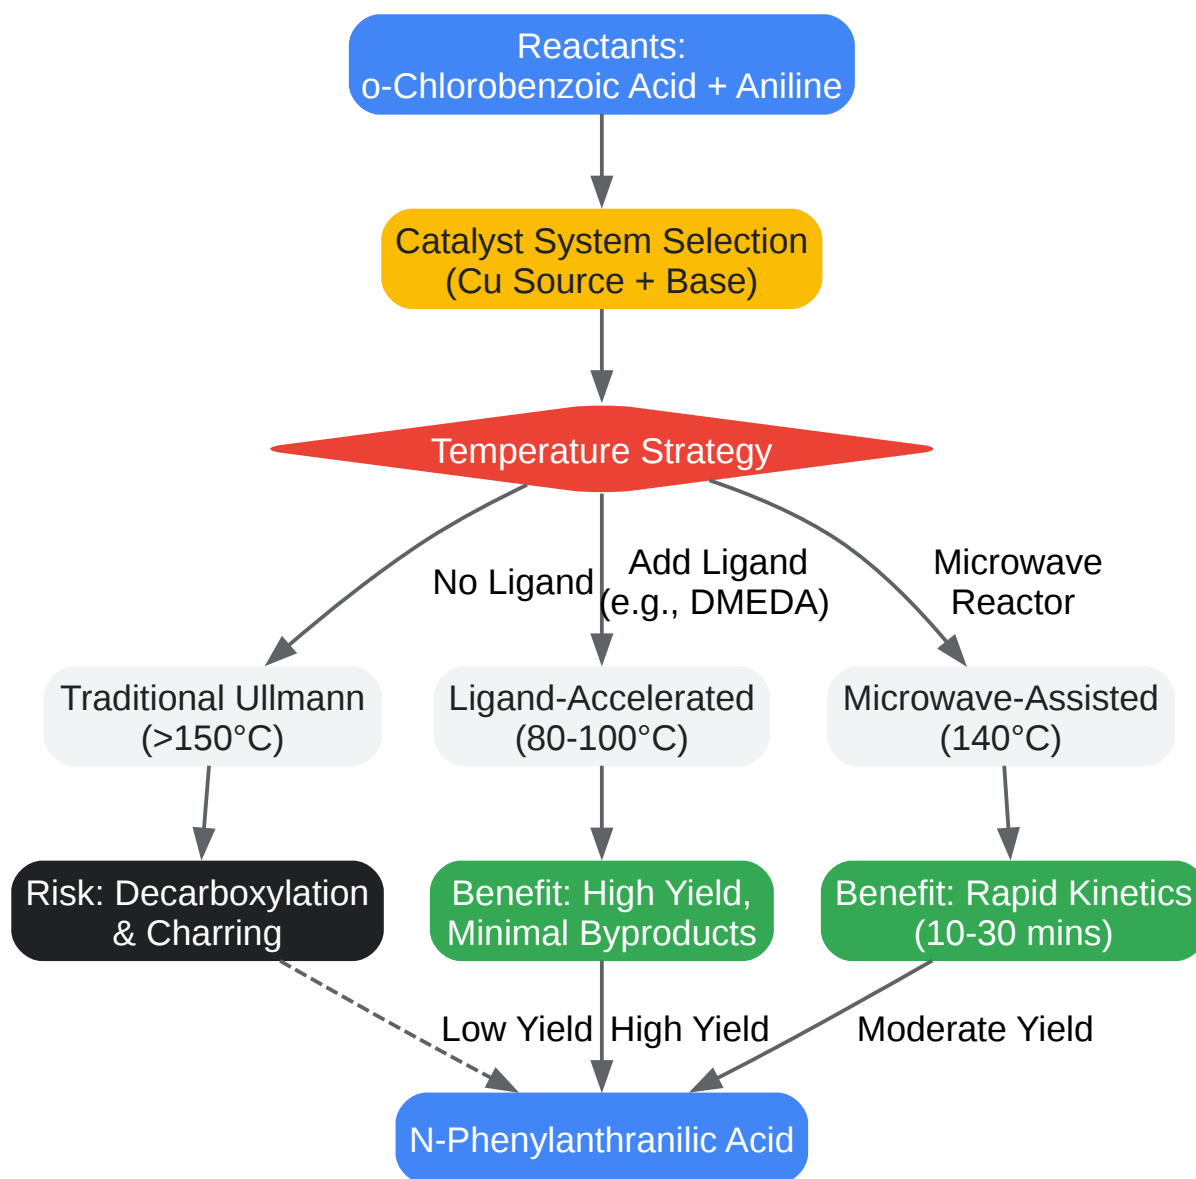 Reactants:
o-Chlorobenzoic Acid + Aniline
Catalyst System Selection
(Cu Source + Base)
Temperature Strategy
No Ligand
Add Ligand
(e.g., DMEDA)
Microwave
Reactor
Traditional Ullmann
(>150°C)
Ligand-Accelerated
(80-100°C)
Microwave-Assisted
(140°C)
Risk: Decarboxylation
& Charring
Benefit: High Yield,
Minimal Byproducts
Benefit: Rapid Kinetics
(10-30 mins)
Low Yield
High Yield
Moderate Yield
N-Phenylanthranilic Acid